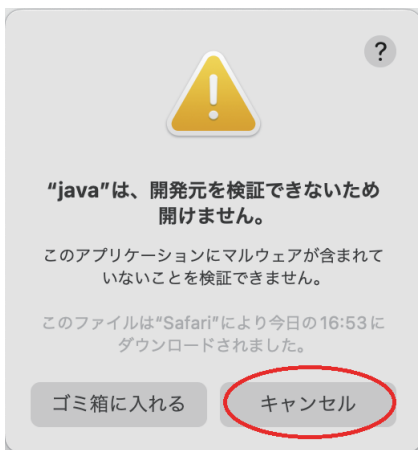 ?
“java”は、開発元を検証できないため
開けません。
このアプリケーションにマルウェアが含まれて
いないことを検証できません。
このファイルは“Safari”により今日の16:53に
ダウンロードされました。
ゴミ箱に入れる キャンセル